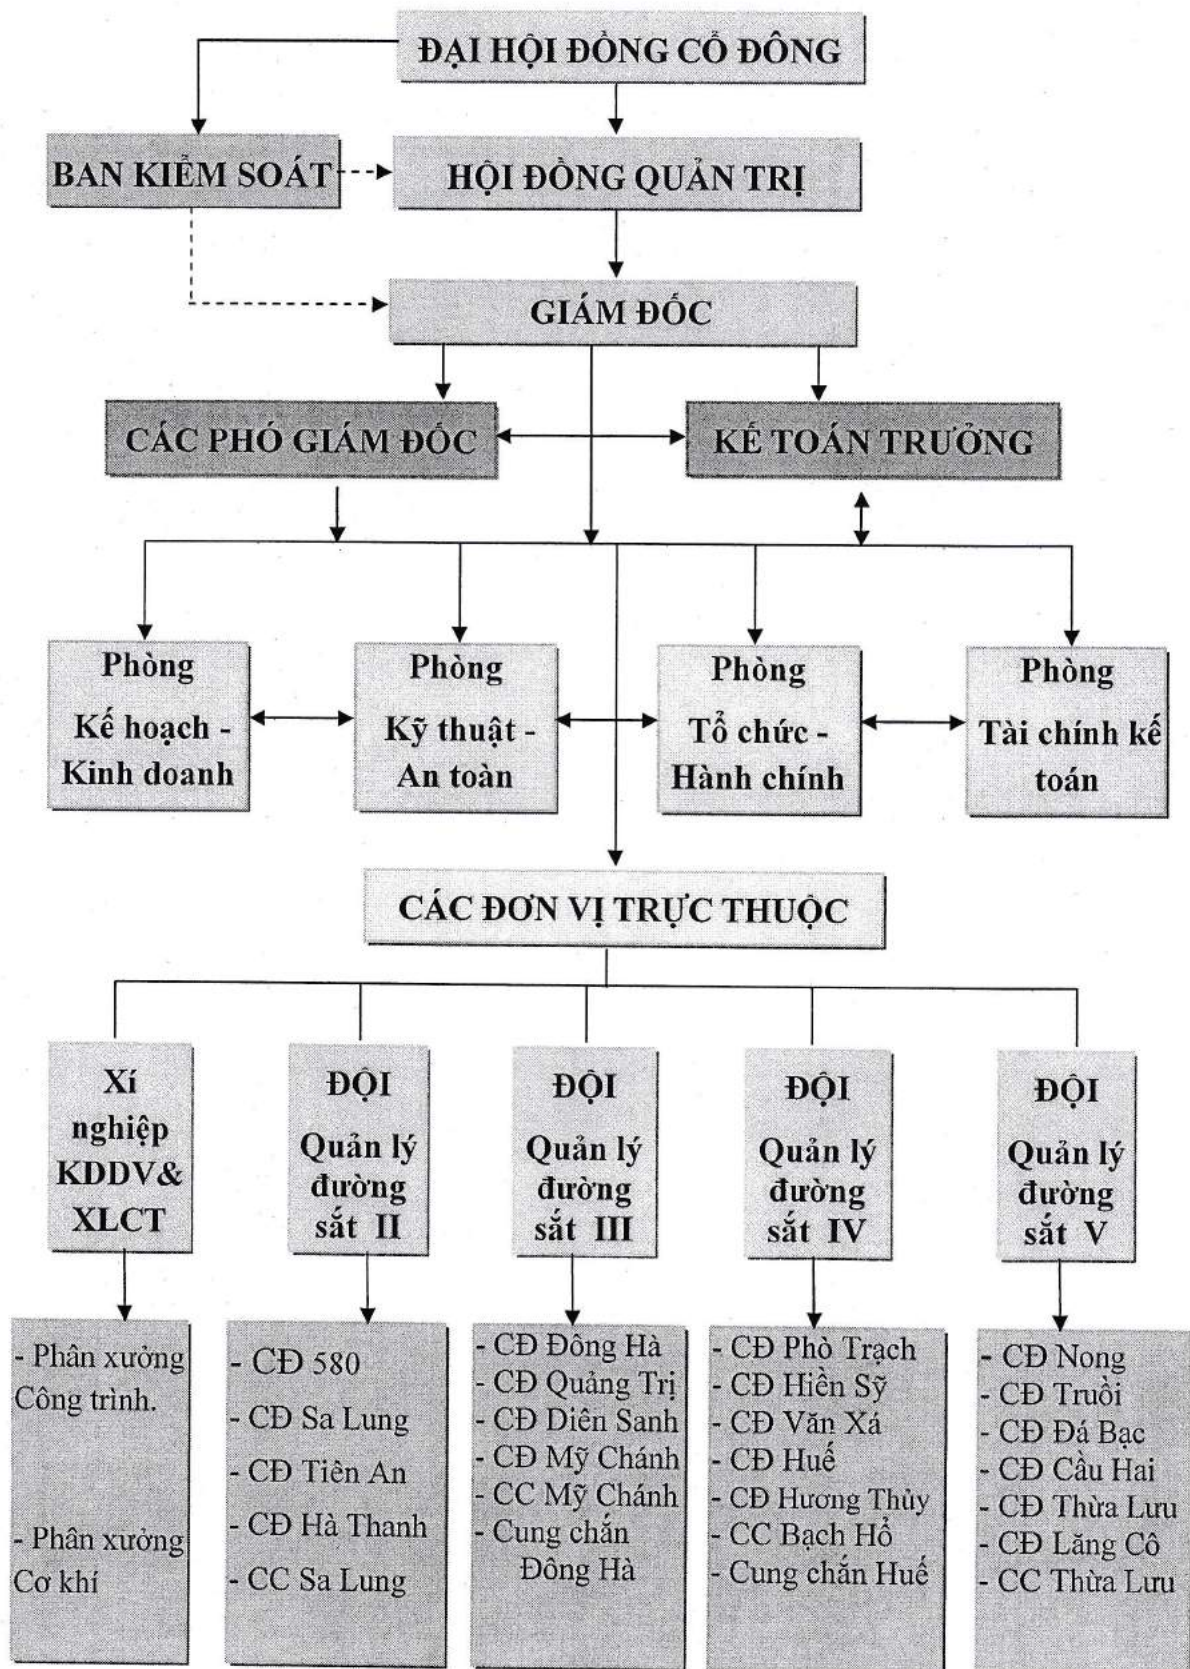 ĐẠI HỘI ĐỒNG CỔ ĐÔNG
BAN KIỂM SOÁT
HỘI ĐỒNG QUẢN TRỊ
GIÁM ĐỐC
CÁC PHÓ GIÁM ĐỐC
KẾ TOÁN TRƯỞNG
Phòng
Kế hoạch -
Kinh doanh
Phòng
Kỹ thuật -
An toàn
Phòng
Tổ chức -
Hành chính
Phòng
Tài chính kế
toán
CÁC ĐƠN VỊ TRỰC THUỘC
Xí
nghiệp
KDDV&
XLCT
ĐỘI
Quản lý
đường
sắt II
ĐỘI
Quản lý
đường
sắt III
ĐỘI
Quản lý
đường
sắt IV
ĐỘI
Quản lý
đường
sắt V
- Phân xưởng
Công trình.
- Phân xưởng
Cơ khí
- CĐ 580
- CĐ Sa Lung
- CĐ Tiên An
- CĐ Hà Thanh
- CC Sa Lung
- CĐ Đông Hà
- CĐ Quảng Trị
- CĐ Diên Sanh
- CĐ Mỹ Chánh
- CC Mỹ Chánh
- Cung chắn
Đông Hà
- CĐ Phò Trạch
- CĐ Hiền Sỹ
- CĐ Văn Xá
- CĐ Huế
- CĐ Hương Thủy
- CC Bạch Hổ
- Cung chắn Huế
- CĐ Nong
- CĐ Truồi
- CĐ Đá Bạc
- CĐ Cầu Hai
- CĐ Thừa Lưu
- CĐ Lăng Cô
- CC Thừa Lưu